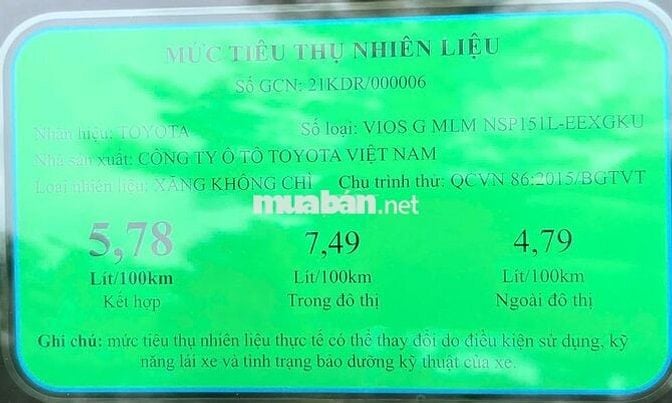 MỨC TIÊU THỤ NHIÊN LIỆU
Số GCN: 21KDR/000006
Nhãn hiệu: TOYOTA Số loại: VIOS G MLM NSP151L-EEXGKU
Nhà sản xuất: CÔNG TY Ô TÔ TOYOTA VIỆT NAM
Loại nhiên liệu: XĂNG KHÔNG CHÌ Chu trình thử: QCVN 86:2015/BGTVT
muaban.net
5,78 7,49 4,79
Lít/100km Lít/100km Lít/100km
Kết hợp Trong đô thị Ngoài đô thị
Ghi chú: mức tiêu thụ nhiên liệu thực tế có thể thay đổi do điều kiện sử dụng, kỹ
năng lái xe và tình trạng bảo dưỡng kỹ thuật của xe.